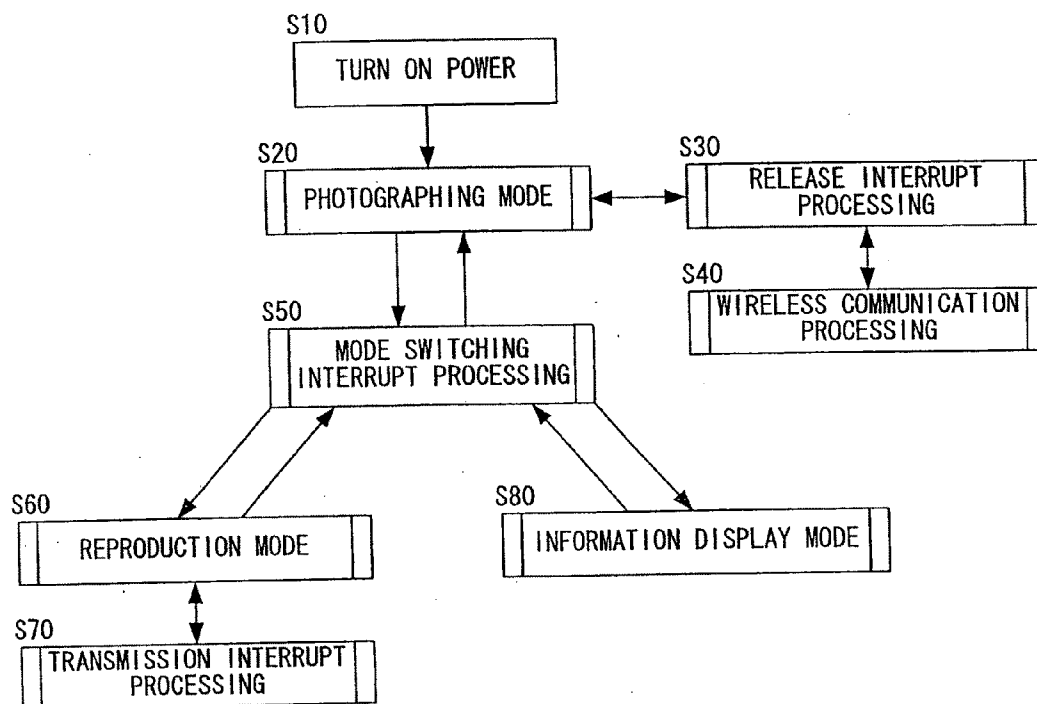 S10
TURN ON POWER
S20
PHOTOGRAPHING MODE
S30
RELEASE INTERRUPT
PROCESSING
S40
WIRELESS COMMUNICATION
PROCESSING
S50
MODE SWITCHING
INTERRUPT PROCESSING
S60
REPRODUCTION MODE
S80
INFORMATION DISPLAY MODE
S70
TRANSMISSION INTERRUPT
PROCESSING